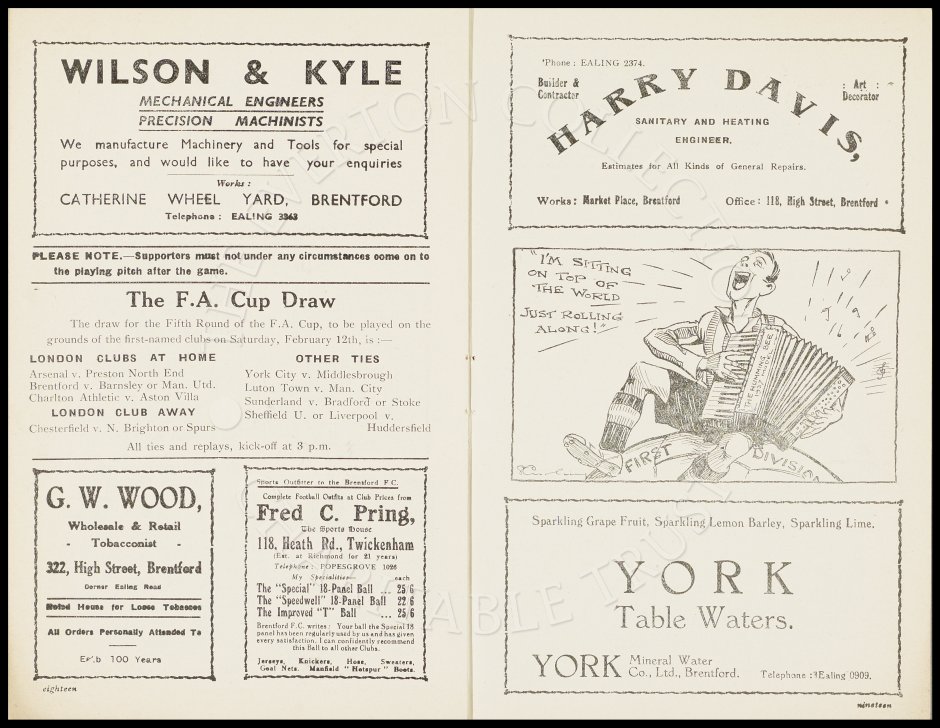 WILSON & KYLE
MECHANICAL ENGINEERS
PRECISION MACHINISTS
We manufacture Machinery and Tools for special
purposes, and would like to have your enquiries
Works:
CATHERINE WHEEL YARD, BRENTFORD
Telephone: EALING 3363
PLEASE NOTE.—Supporters must not under any circumstances come on to
the playing pitch after the game.
The F.A. Cup Draw
The draw for the Fifth Round of the F.A. Cup, to be played on the
grounds of the first-named clubs on Saturday, February 12th, is :—
LONDON CLUBS AT HOME
Arsenal v. Preston North End
Brentford v. Barnsley or Man. Utd.
Charlton Athletic v. Aston Villa
LONDON CLUB AWAY
Chesterfield v. N. Brighton or Spurs
OTHER TIES
York City v. Middlesbrough
Luton Town v. Man. City
Sunderland v. Bradford or Stoke
Sheffield U. or Liverpool v.
Huddersfield
All ties and replays, kick-off at 3 p.m.
G. W. WOOD,
Wholesale & Retail
- Tobacconist -
322, High Street, Brentford
Corner Ealing Road
Noted House for Loose Tobaccos
All Orders Personally Attended To
100 Years
Sports Outfitter to the Brentford F.C.
Complete Football Outfits at Club Prices from
Fred C. Pring,
The Sports House
118, Heath Rd., Twickenham
(Est. at Richmond for 21 years)
Telephone: POPESGROVE 1026
My Specialities— each
The "Special" 18-Panel Ball ... 25/6
The "Speedwell" 18-Panel Ball 22/6
The Improved "T" Ball ... 25/6
Brentford F.C. writes: Your ball the Special 18
panel has been regularly used by us and has given
every satisfaction. I can confidently recommend
this Ball to all other Clubs.
Jerseys, Knickers, Hose, Sweaters,
Goal Nets. Manfield "Hotspur" Boots.
eighteen
'Phone: EALING 2374.
Builder &
Contractor
: Art :
Decorator
HARRY DAVIS,
SANITARY AND HEATING
ENGINEER.
Estimates for All Kinds of General Repairs.
Works: Market Place, Brentford Office: 118, High Street, Brentford
"I'M SITTING
ON TOP OF
THE WORLD
JUST ROLLING
ALONG!"
THE HUMMING BEE
FIRST DIVISION
Sparkling Grape Fruit, Sparkling Lemon Barley, Sparkling Lime.
YORK
Table Waters.
YORK Mineral Water
Co., Ltd., Brentford. Telephone: Ealing 0909.
nineteen